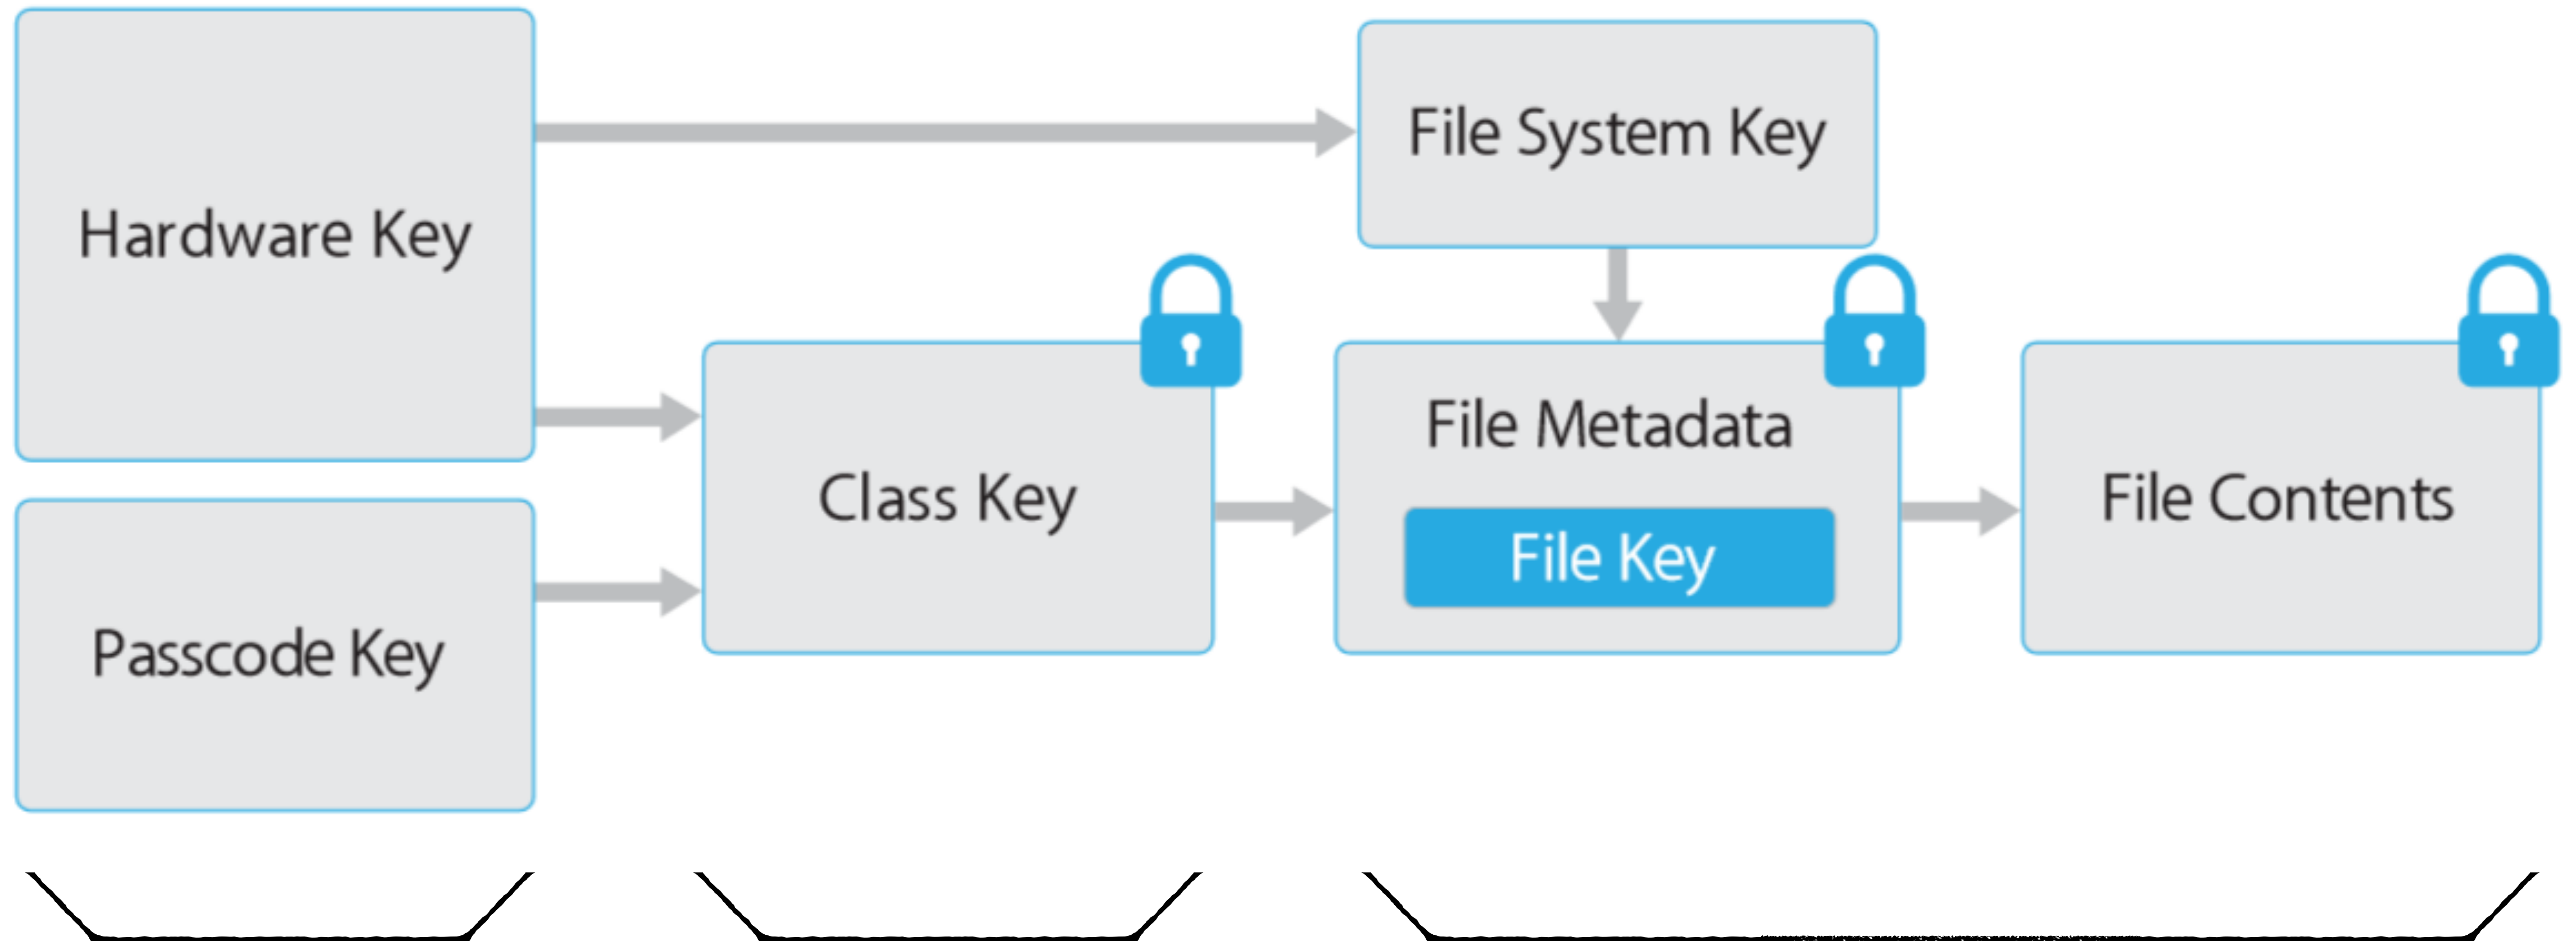 Hardware Key
File System Key
Class Key
File Metadata
File Key
File Contents
Passcode Key